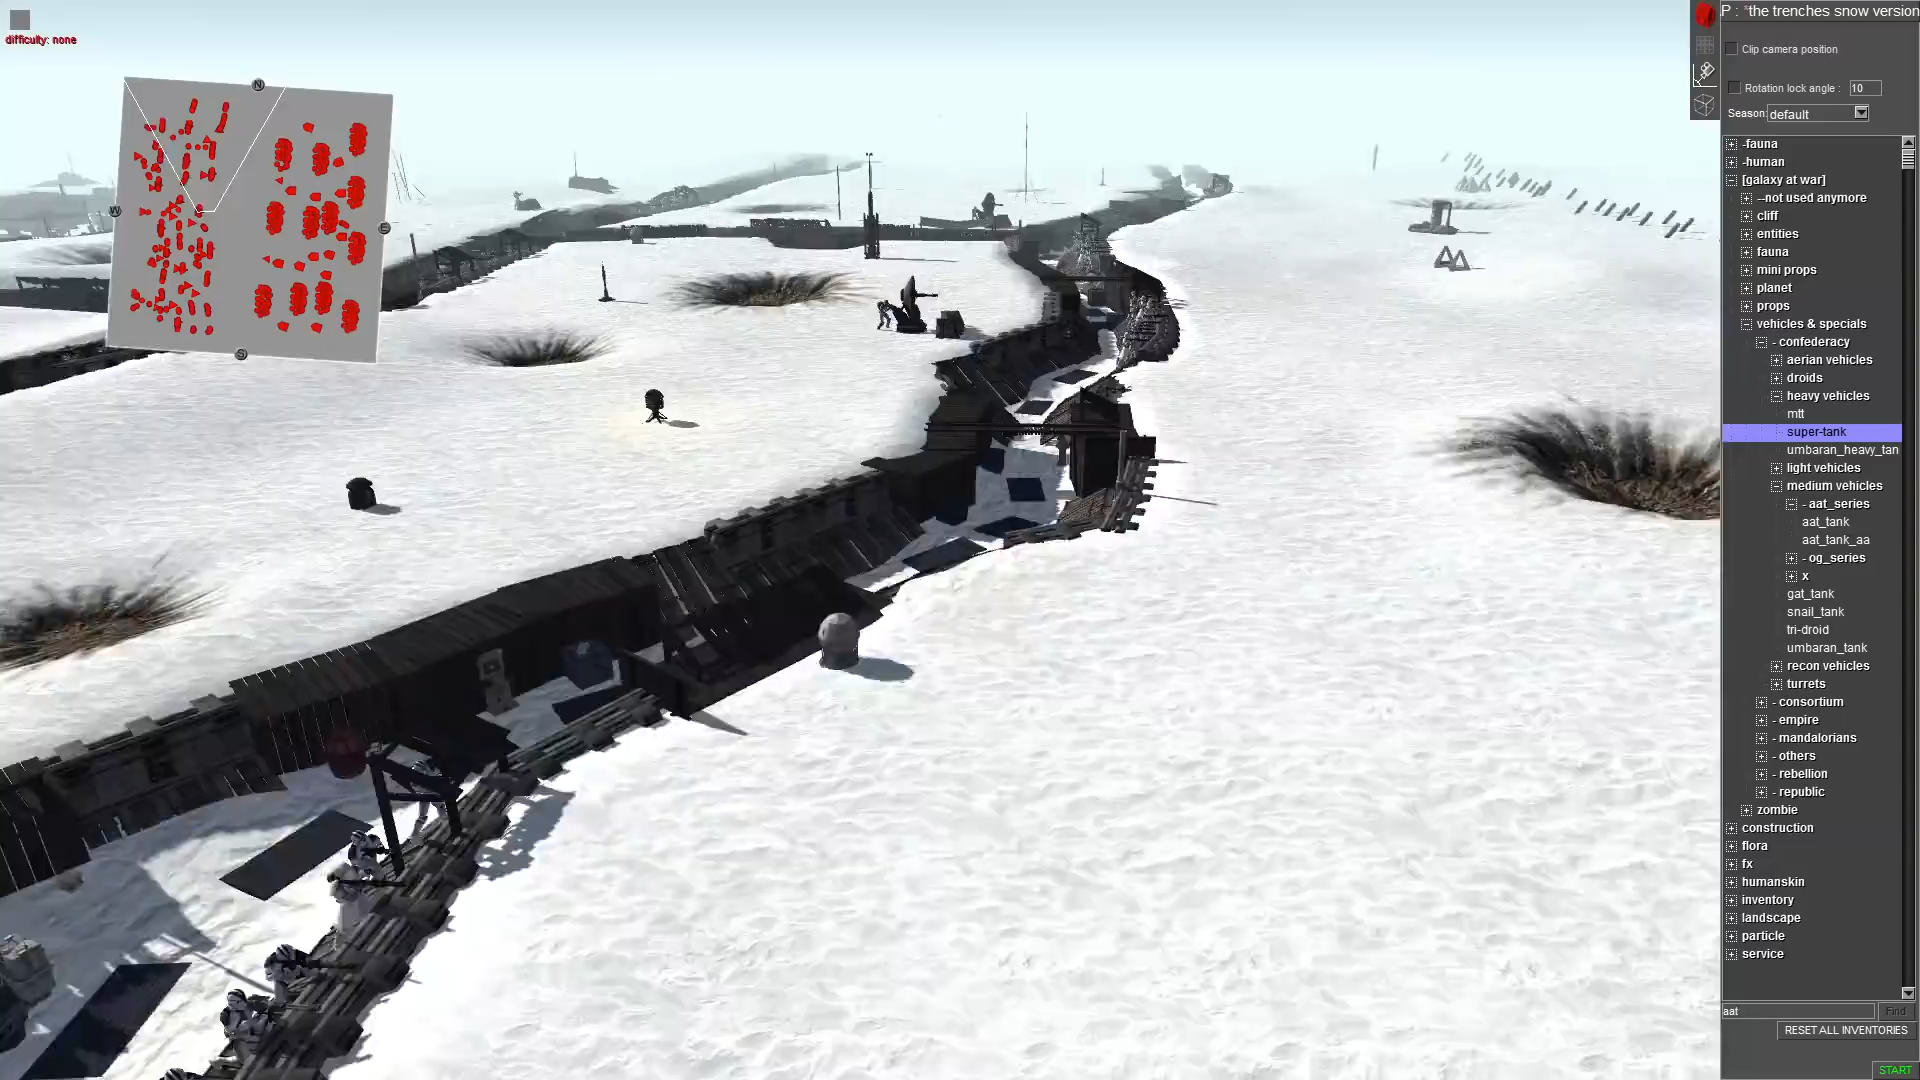 difficulty: none
N
W
E
S
P : *the trenches snow version
Clip camera position
Rotation lock angle : 10
Season: default
-fauna
-human
[galaxy at war]
--not used anymore
cliff
entities
fauna
mini props
planet
props
vehicles & specials
- confederacy
aerian vehicles
droids
heavy vehicles
mtt
super-tank
umbaran_heavy_tan
light vehicles
medium vehicles
- aat_series
aat_tank
aat_tank_aa
- og_series
x
gat_tank
snail_tank
tri-droid
umbaran_tank
recon vehicles
turrets
- consortium
- empire
- mandalorians
- others
- rebellion
- republic
zombie
construction
flora
fx
humanskin
inventory
landscape
particle
service
aat Find
RESET ALL INVENTORIES
START